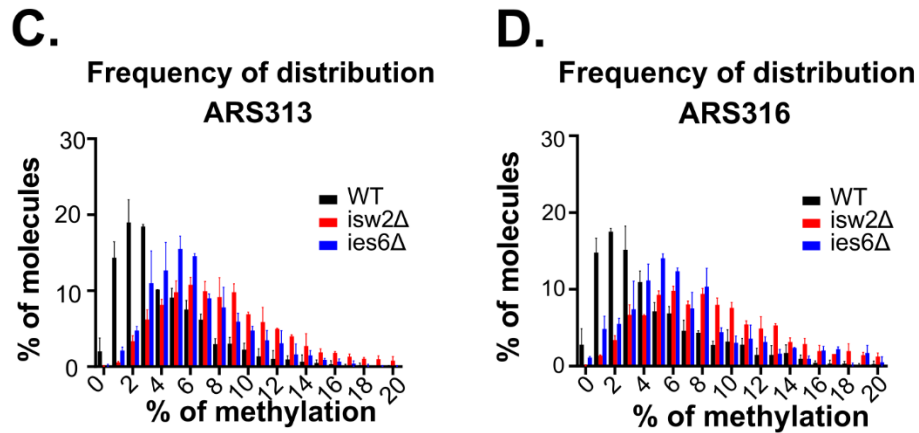 C.
Frequency of distribution
ARS313
% of molecules
30
20
10
0
WT
isw2Δ
ies6Δ
0 2 4 6 8 10 12 14 16 18 20
% of methylation
D.
Frequency of distribution
ARS316
% of molecules
30
20
10
0
WT
isw2Δ
ies6Δ
0 2 4 6 8 10 12 14 16 18 20
% of methylation